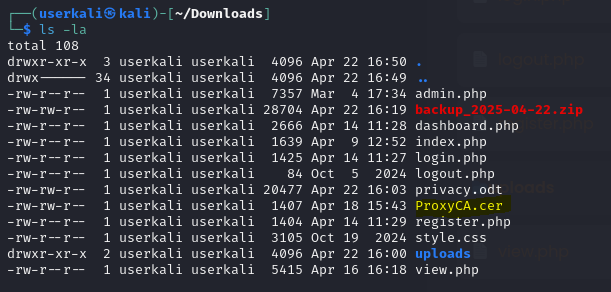 ┌──(userkali㉿kali)-[~/Downloads]
└─$ ls -la
total 108
drwxr-xr-x  3 userkali userkali  4096 Apr 22 16:50 .
drwx------ 34 userkali userkali  4096 Apr 22 16:49 ..
-rw-r--r--  1 userkali userkali  7357 Mar  4 17:34 admin.php
-rw-rw-r--  1 userkali userkali 28704 Apr 22 16:19 backup_2025-04-22.zip
-rw-r--r--  1 userkali userkali  2666 Apr 14 11:28 dashboard.php
-rw-r--r--  1 userkali userkali  1639 Apr  9 12:52 index.php
-rw-r--r--  1 userkali userkali  1425 Apr 14 11:27 login.php
-rw-r--r--  1 userkali userkali    84 Oct  5  2024 logout.php
-rw-rw-r--  1 userkali userkali 20477 Apr 22 16:03 privacy.odt
-rw-rw-r--  1 userkali userkali  1407 Apr 18 15:43 ProxyCA.cer
-rw-r--r--  1 userkali userkali  1404 Apr 14 11:29 register.php
-rw-r--r--  1 userkali userkali  3105 Oct 19  2024 style.css
drwxr-xr-x  2 userkali userkali  4096 Apr 22 16:00 uploads
-rw-r--r--  1 userkali userkali  5415 Apr 16 16:18 view.php
logout.php
uploads
view.php